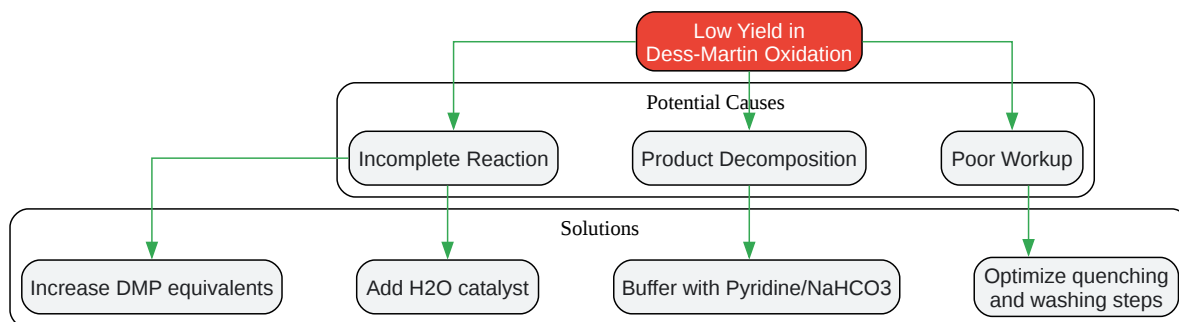 Low Yield in
Dess-Martin Oxidation
Potential Causes
Incomplete Reaction
Product Decomposition
Poor Workup
Solutions
Increase DMP equivalents
Add H2O catalyst
Buffer with Pyridine/NaHCO3
Optimize quenching
and washing steps